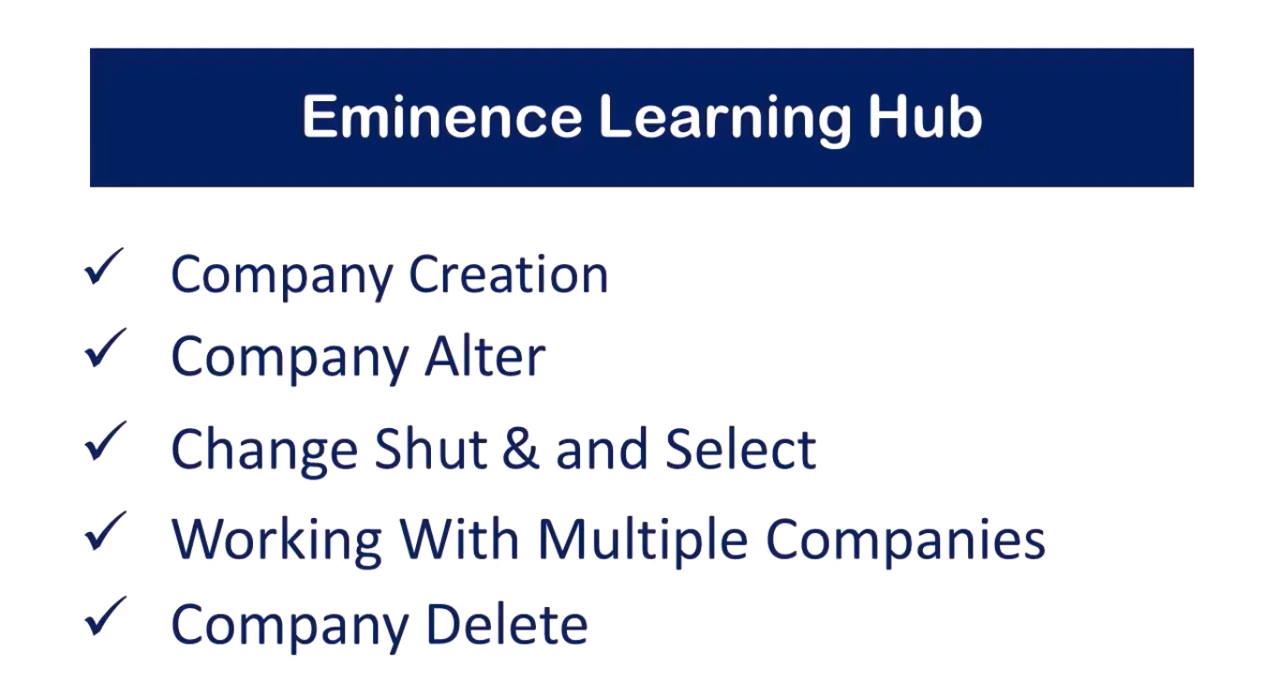 Eminence Learning Hub
✓ Company Creation
✓ Company Alter
✓ Change Shut & and Select
✓ Working With Multiple Companies
✓ Company Delete